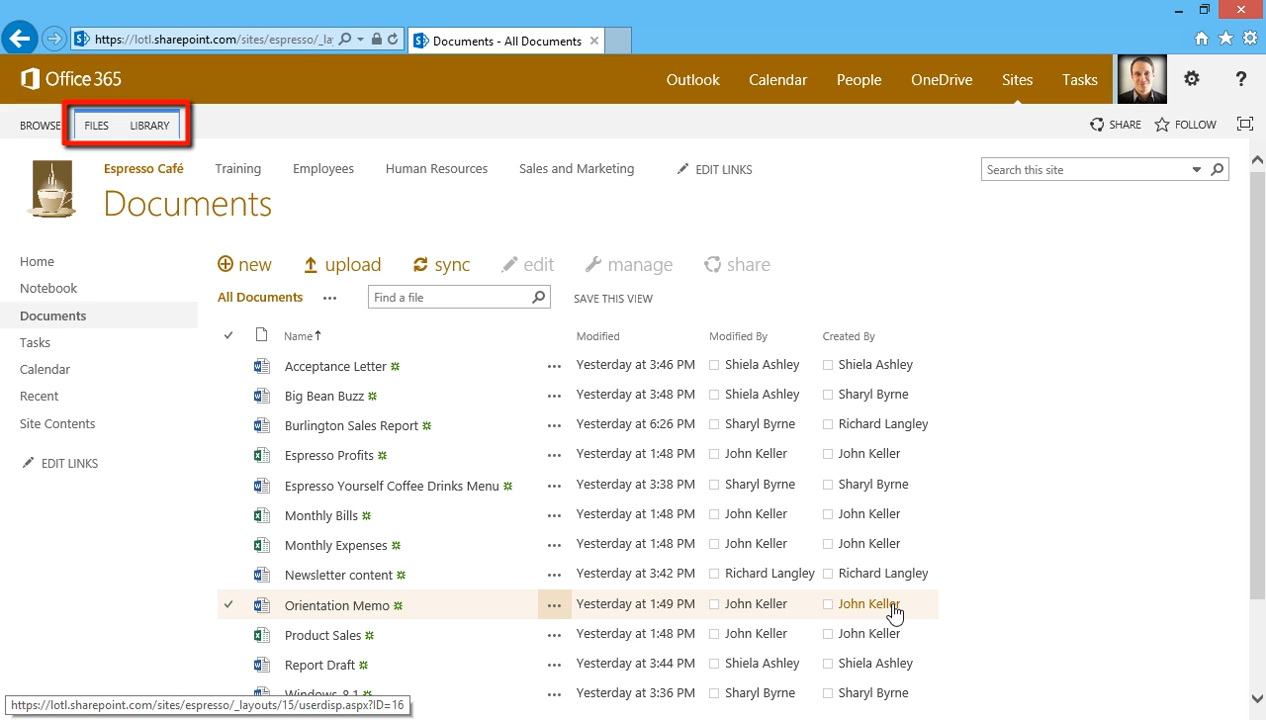 https://lotl.sharepoint.com/sites/espresso/_la
Documents - All Documents
Office 365
Outlook Calendar People OneDrive Sites Tasks ?
BROWSE FILES LIBRARY SHARE FOLLOW
Espresso Café Training Employees Human Resources Sales and Marketing EDIT LINKS Search this site
Documents
Home
Notebook
Documents
Tasks
Calendar
Recent
Site Contents
EDIT LINKS
new upload sync edit manage share
All Documents ... Find a file SAVE THIS VIEW
Name Modified Modified By Created By
Acceptance Letter ... Yesterday at 3:46 PM Shiela Ashley Shiela Ashley
Big Bean Buzz ... Yesterday at 3:48 PM Shiela Ashley Sharyl Byrne
Burlington Sales Report ... Yesterday at 6:26 PM Sharyl Byrne Richard Langley
Espresso Profits ... Yesterday at 1:48 PM John Keller John Keller
Espresso Yourself Coffee Drinks Menu ... Yesterday at 3:38 PM Sharyl Byrne Sharyl Byrne
Monthly Bills ... Yesterday at 1:48 PM John Keller John Keller
Monthly Expenses ... Yesterday at 1:48 PM John Keller John Keller
Newsletter content ... Yesterday at 3:42 PM Richard Langley Richard Langley
Orientation Memo ... Yesterday at 1:49 PM John Keller John Keller
Product Sales ... Yesterday at 1:48 PM John Keller John Keller
Report Draft ... Yesterday at 3:44 PM Shiela Ashley Shiela Ashley
Windows 8.1 ... Yesterday at 3:36 PM Sharyl Byrne Sharyl Byrne
https://lotl.sharepoint.com/sites/espresso/_layouts/15/userdisp.aspx?ID=16